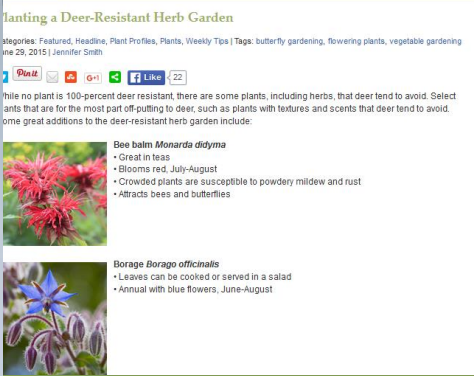 lanting a Deer-Resistant Herb Garden
ategories: Featured, Headline, Plant Profiles, Plants, Weekly Tips | Tags: butterfly gardening, flowering plants, vegetable gardening
ne 29, 2015 | Jennifer Smith
Pinit G+1 Like 22
hile no plant is 100-percent deer resistant, there are some plants, including herbs, that deer tend to avoid. Select
ants that are for the most part off-putting to deer, such as plants with textures and scents that deer tend to avoid.
ome great additions to the deer-resistant herb garden include:
Bee balm Monarda didyma
• Great in teas
• Blooms red, July-August
• Crowded plants are susceptible to powdery mildew and rust
• Attracts bees and butterflies
Borage Borago officinalis
• Leaves can be cooked or served in a salad
• Annual with blue flowers, June-August